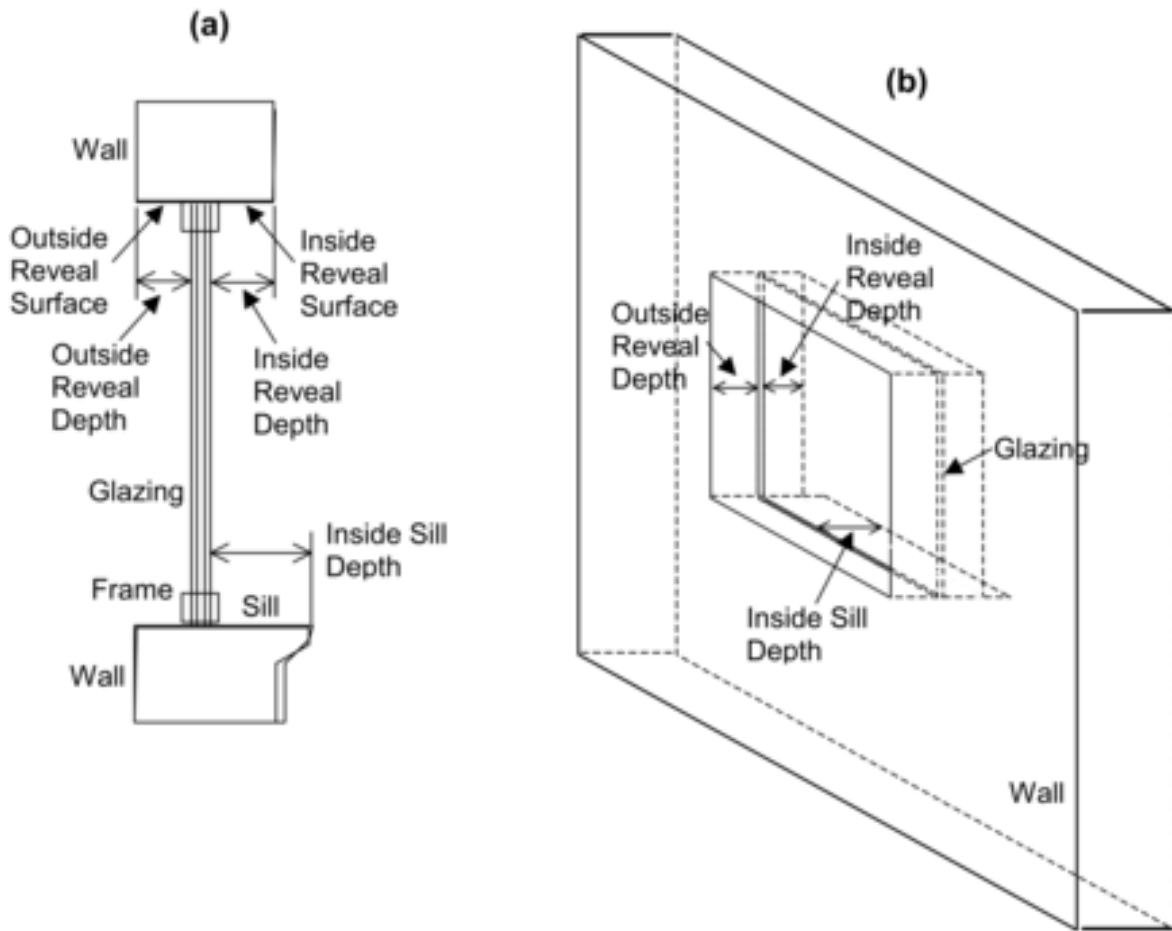 (a)
Wall
Outside
Reveal
Surface
Inside
Reveal
Surface
Outside
Reveal
Depth
Inside
Reveal
Depth
Glazing
Inside Sill
Depth
Frame
Sill
Wall
(b)
Inside
Reveal
Depth
Outside
Reveal
Depth
Glazing
Inside Sill
Depth
Wall